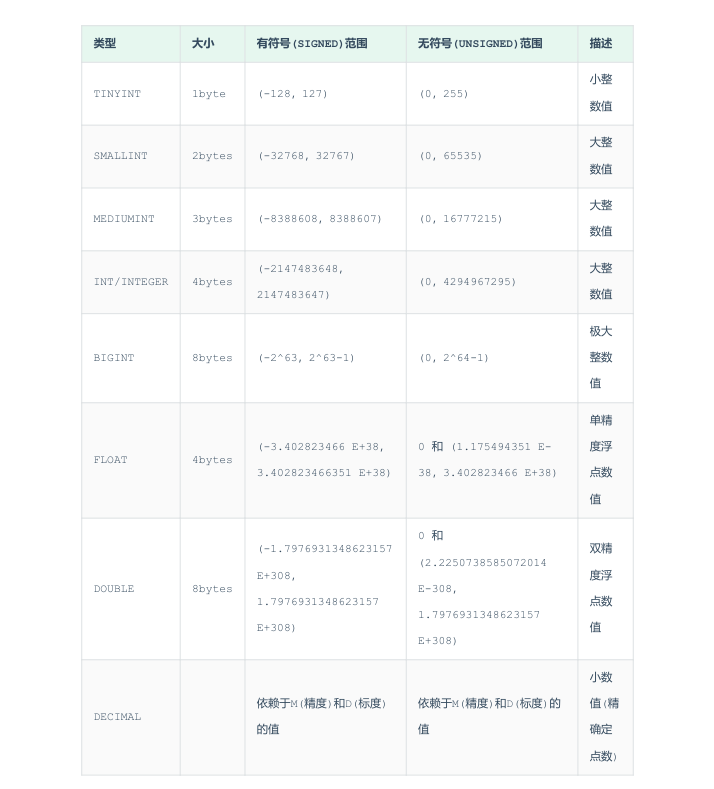 类型 大小 有符号(SIGNED)范围 无符号(UNSIGNED)范围 描述
TINYINT 1byte (-128, 127) (0, 255) 小整
数值
SMALLINT 2bytes (-32768, 32767) (0, 65535) 大整
数值
MEDIUMINT 3bytes (-8388608, 8388607) (0, 16777215) 大整
数值
INT/INTEGER 4bytes (-2147483648,
2147483647) (0, 4294967295) 大整
数值
BIGINT 8bytes (-2^63, 2^63-1) (0, 2^64-1) 极大
整数
值
FLOAT 4bytes (-3.402823466 E+38,
3.402823466351 E+38) 0 和 (1.175494351 E-
38, 3.402823466 E+38) 单精
度浮
点数
值
DOUBLE 8bytes (-1.7976931348623157
E+308,
1.7976931348623157
E+308) 0 和
(2.2250738585072014
E-308,
1.7976931348623157
E+308) 双精
度浮
点数
值
DECIMAL 依赖于M(精度)和D(标度)
的值 依赖于M(精度)和D(标度)的
值 小数
值(精
确定
点数)